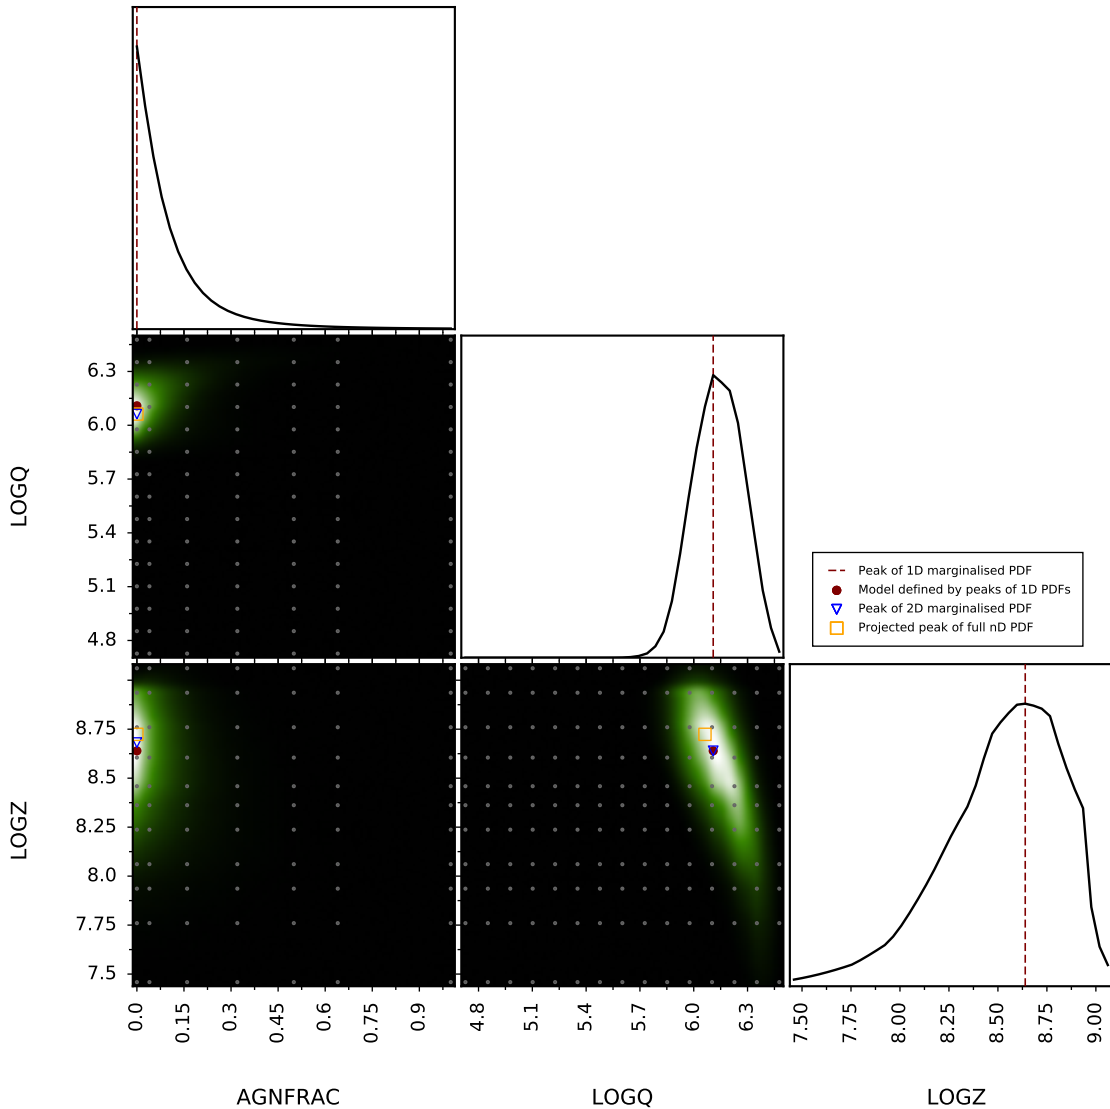 LOGQ
6.3
6.0
5.7
5.4
5.1
4.8
Peak of 1D marginalised PDF
Model defined by peaks of 1D PDFs
Peak of 2D marginalised PDF
Projected peak of full nD PDF
LOGZ
8.75
8.5
8.25
8.0
7.75
7.5
0.0 0.15 0.3 0.45 0.6 0.75 0.9
4.8 5.1 5.4 5.7 6.0 6.3
7.50 7.75 8.00 8.25 8.50 8.75 9.00
AGNFRAC LOGQ LOGZ